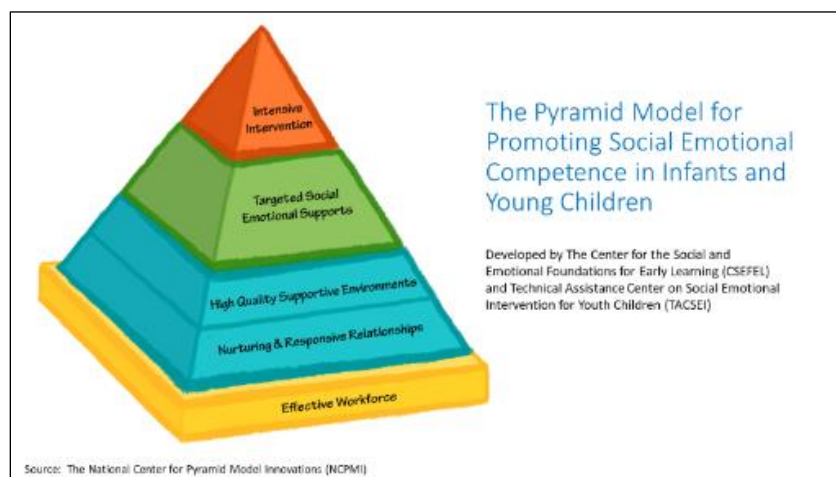 Intensive
Intervention
Targeted Social
Emotional Supports
High Quality Supportive Environments
Nurturing & Responsive Relationships
Effective Workforce
The Pyramid Model for
Promoting Social Emotional
Competence in Infants and
Young Children
Developed by The Center for the Social and
Emotional Foundations for Early Learning (CSEFEL)
and Technical Assistance Center on Social Emotional
Intervention for Youth Children (TACSEI)
Source: The National Center for Pyramid Model Innovations (NCPMI)